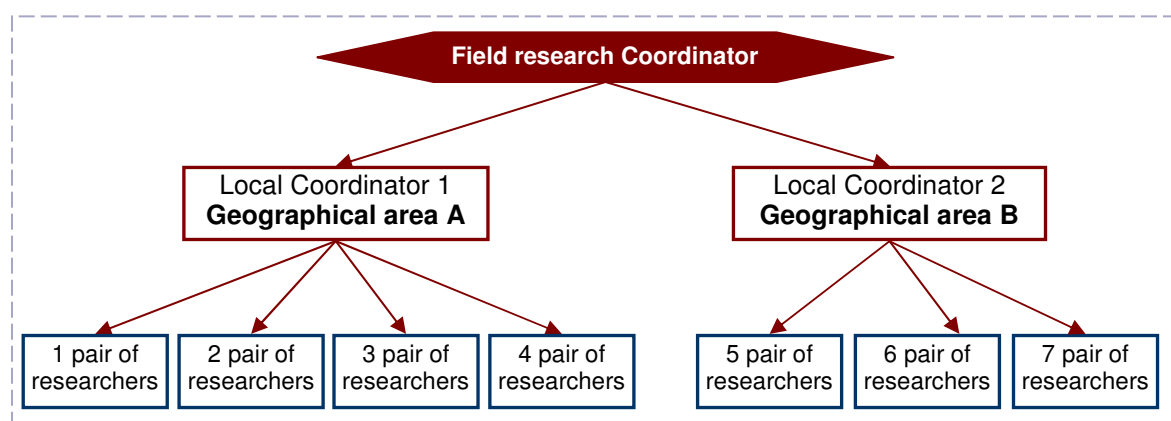 Field research Coordinator
Local Coordinator 1
Geographical area A
Local Coordinator 2
Geographical area B
1 pair of
researchers
2 pair of
researchers
3 pair of
researchers
4 pair of
researchers
5 pair of
researchers
6 pair of
researchers
7 pair of
researchers